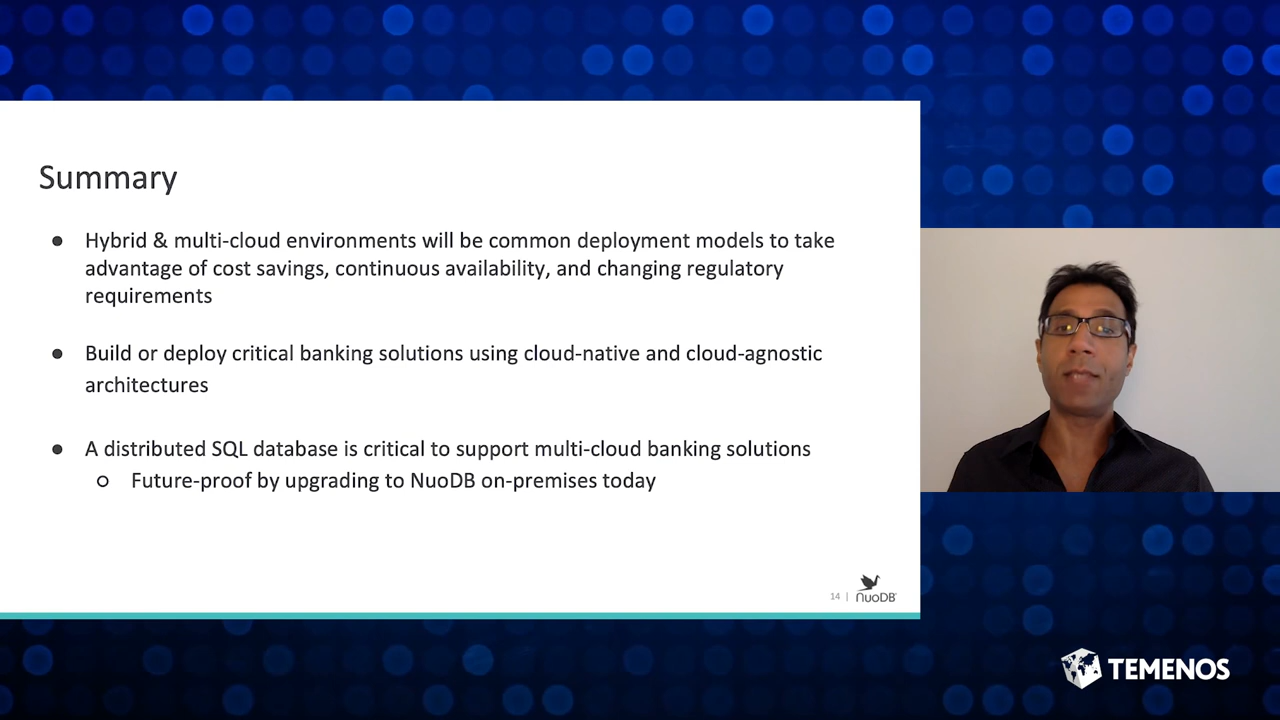 Summary
● Hybrid & multi-cloud environments will be common deployment models to take
advantage of cost savings, continuous availability, and changing regulatory
requirements
● Build or deploy critical banking solutions using cloud-native and cloud-agnostic
architectures
● A distributed SQL database is critical to support multi-cloud banking solutions
○ Future-proof by upgrading to NuoDB on-premises today
14 |
NuoDB
TEMENOS